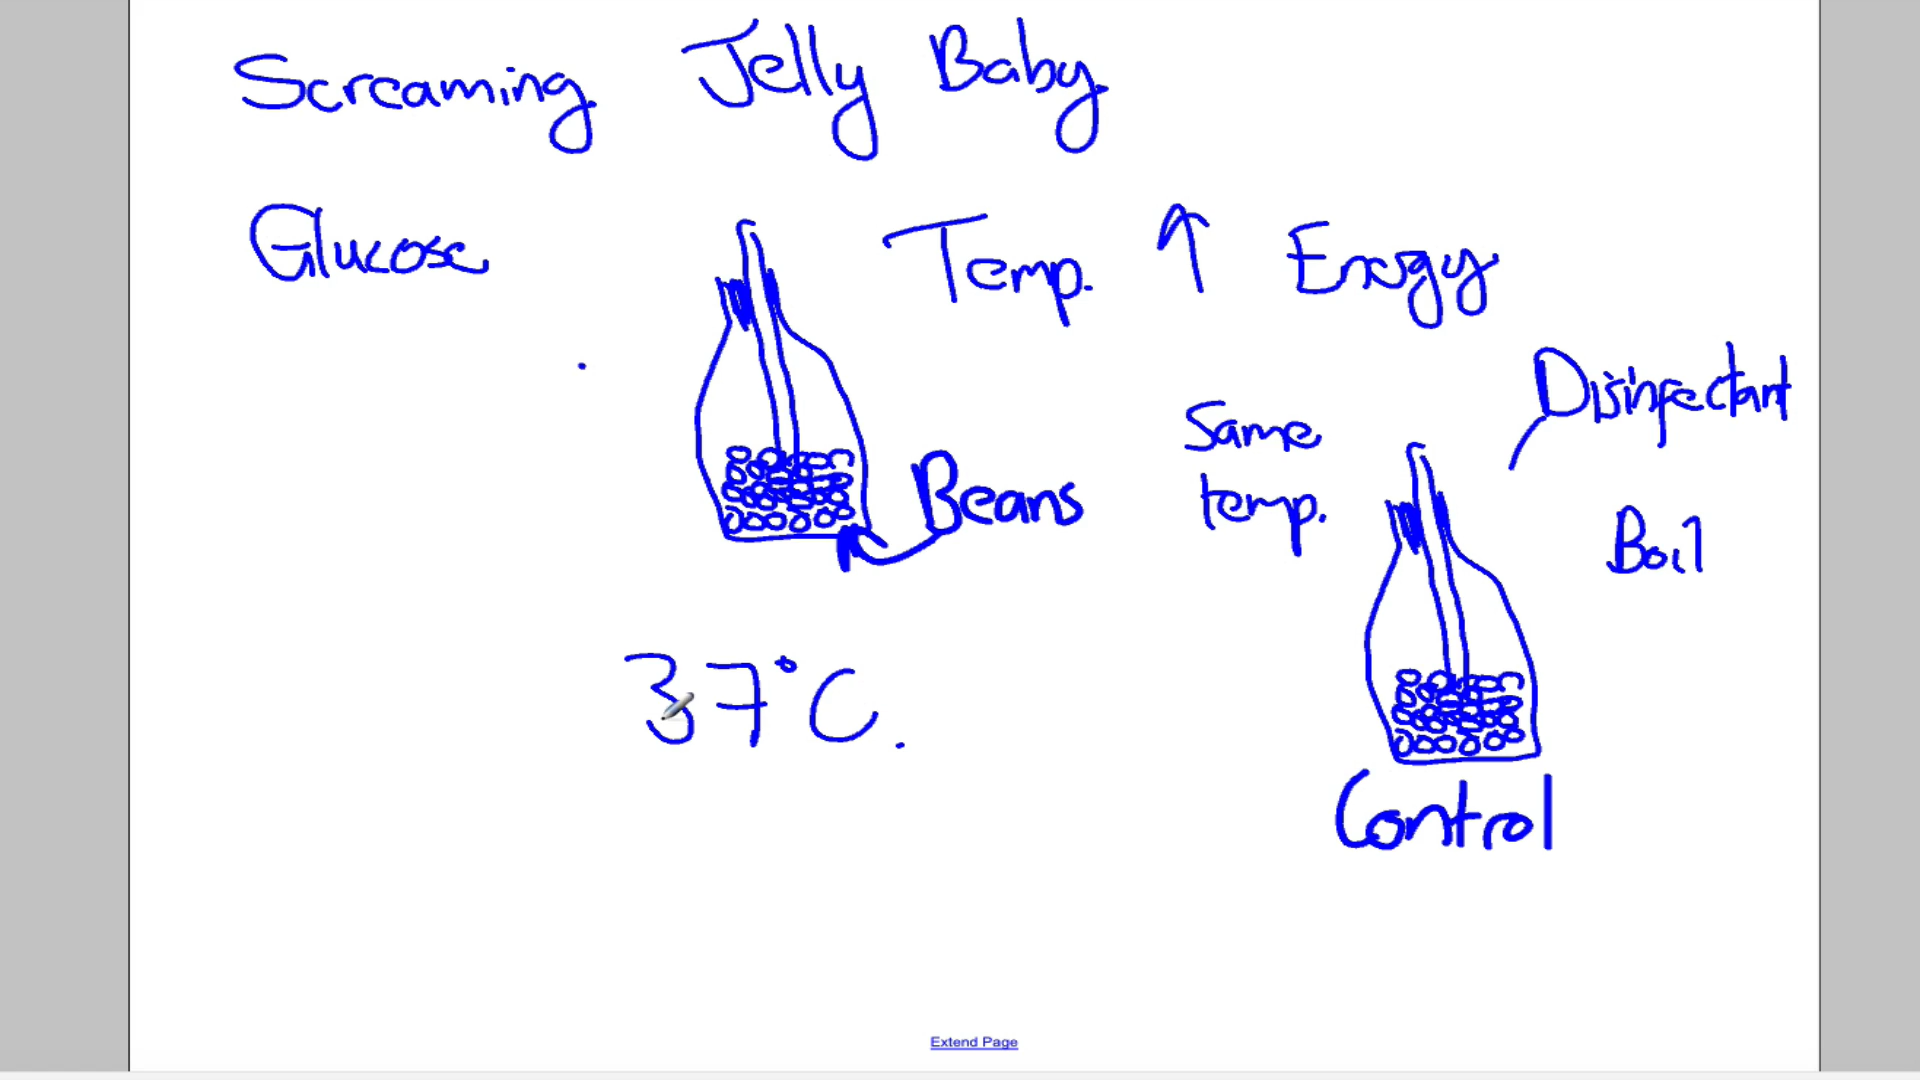 Screaming Jelly Baby
Glucose
Temp. ↑ Energy
Disinfectant
Same
temp.
Beans
Boil
37°C.
Control
Extend Page